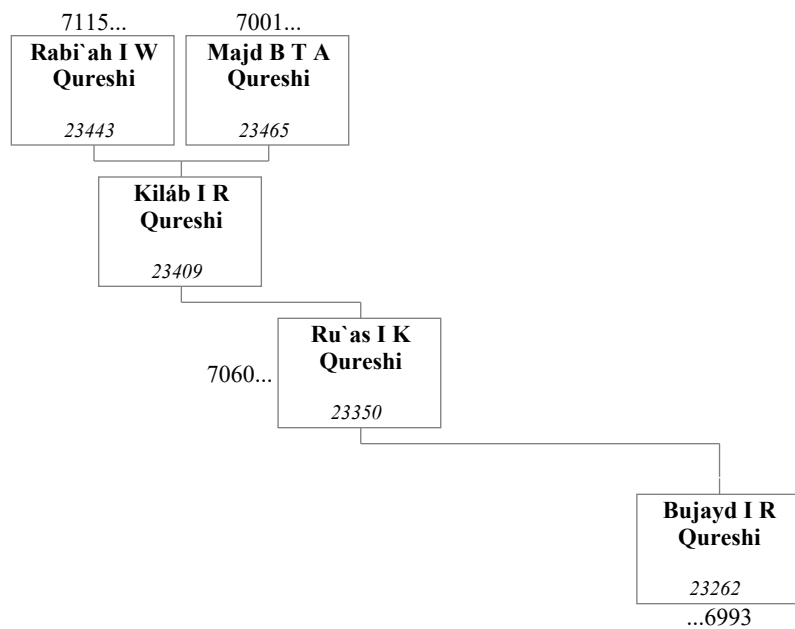 7115...
7001...
Rabi`ah I W
Qureshi
23443
Majd B T A
Qureshi
23465
Kiláb I R
Qureshi
23409
7060...
Ru`as I K
Qureshi
23350
Bujayd I R
Qureshi
23262
...6993